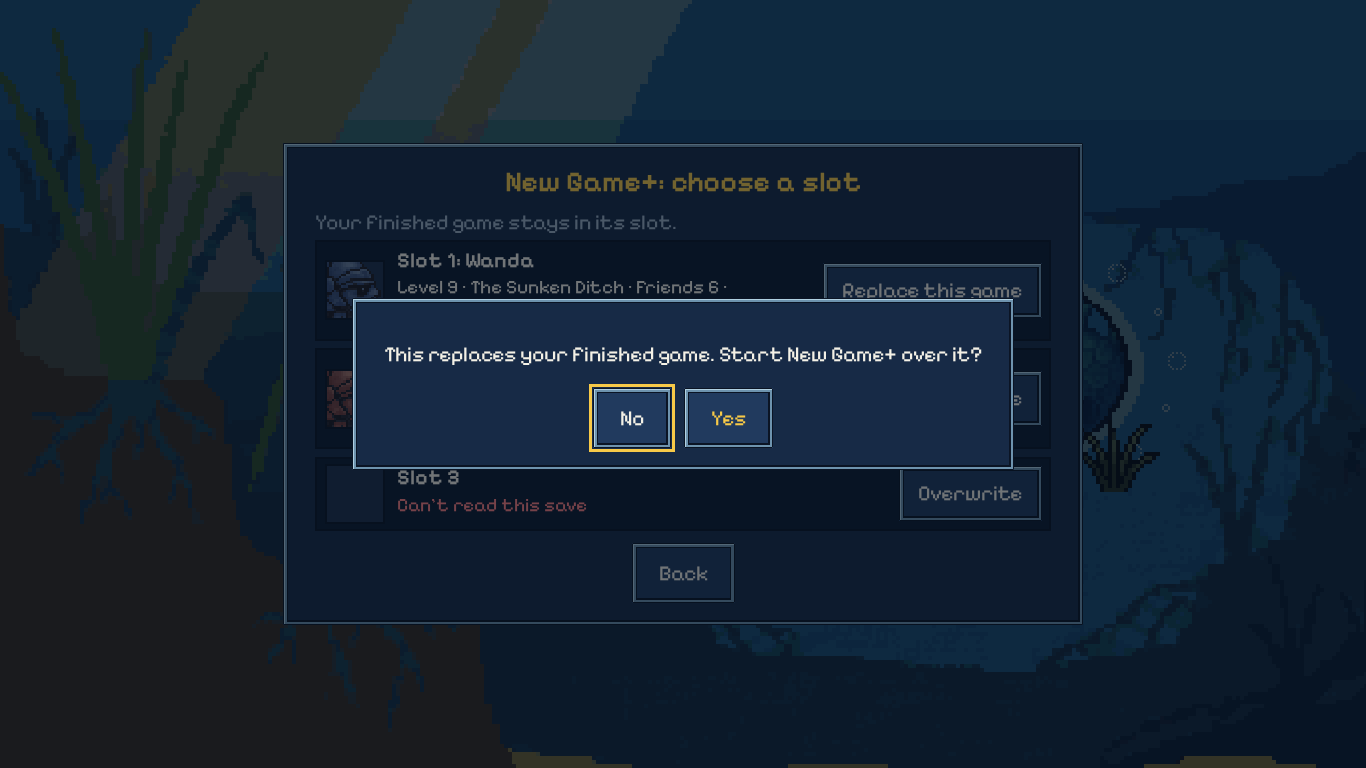 New Game+: choose a slot
Your finished game stays in its slot.
Slot 1: Wanda
Level 9 · The Sunken Ditch · Friends 6 ·
Replace this game
This replaces your finished game. Start New Game+ over it?
No
Yes
Slot 3
Can't read this save
Overwrite
Back